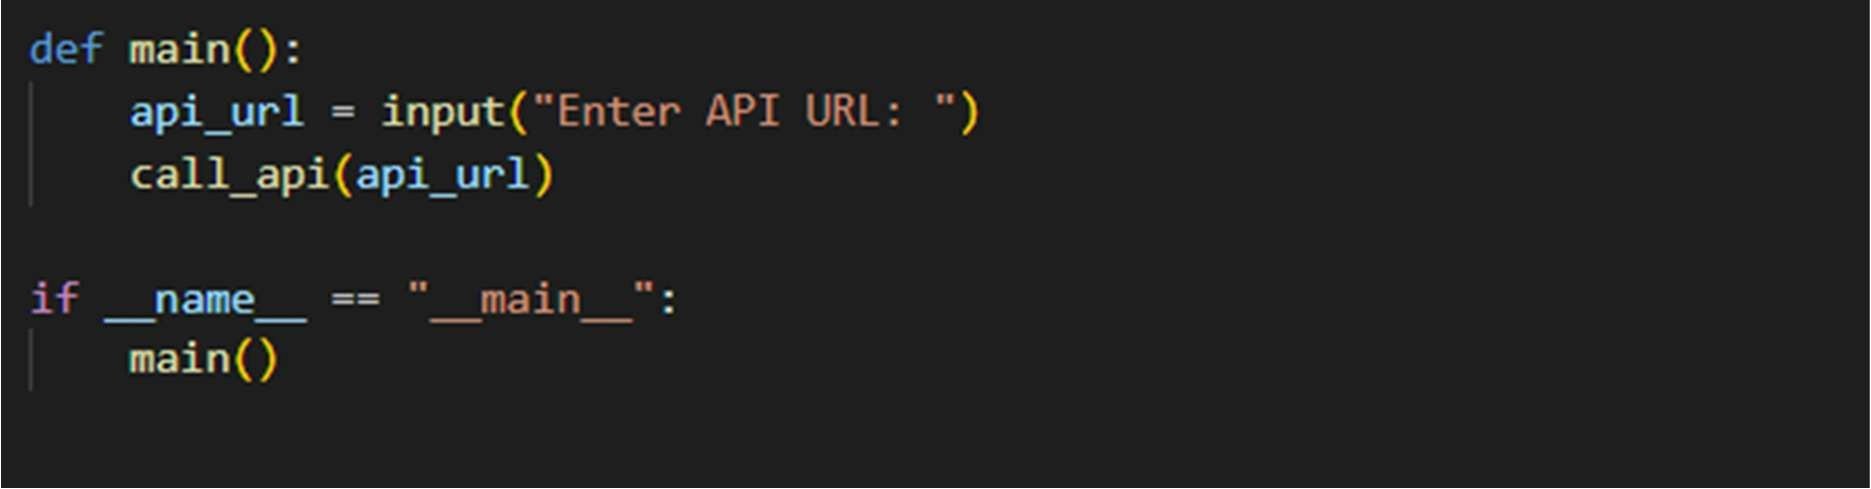 def main():
    api_url = input("Enter API URL: ")
    call_api(api_url)
if __name__ == "__main__":
    main()